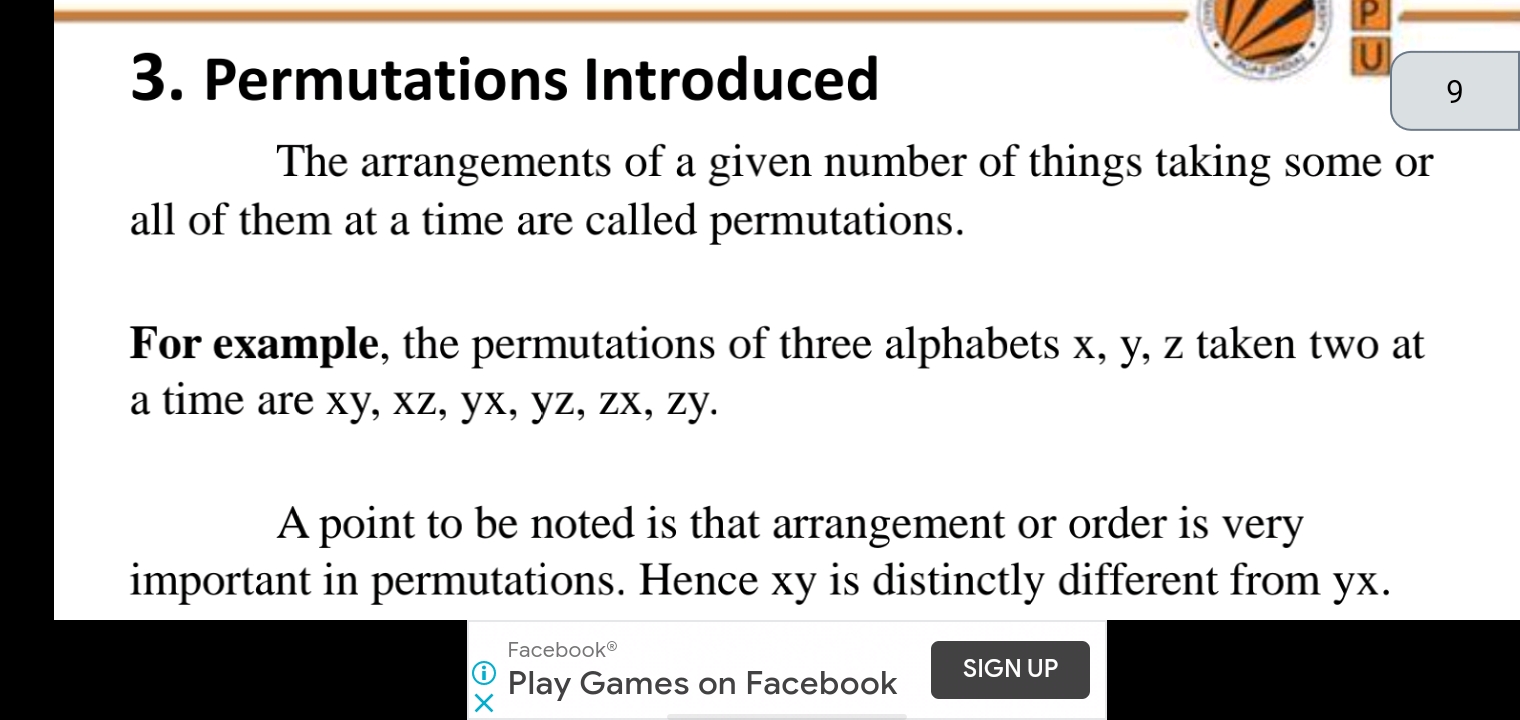 P
U
PUNJAB (INDIA)
9
3. Permutations Introduced
The arrangements of a given number of things taking some or
all of them at a time are called permutations.
For example, the permutations of three alphabets x, y, z taken two at
a time are xy, xz, yx, yz, zx, zy.
A point to be noted is that arrangement or order is very
important in permutations. Hence xy is distinctly different from yx.
Facebook®
Play Games on Facebook
SIGN UP